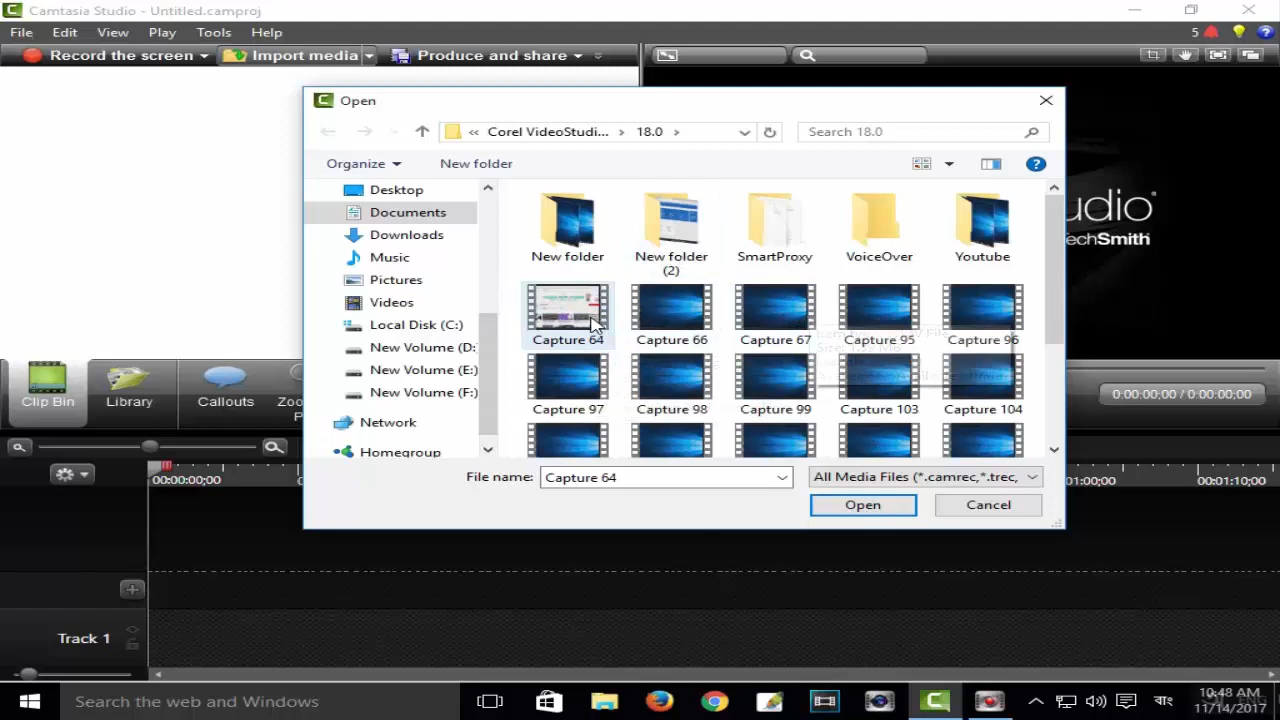 Camtasia Studio - Untitled.camproj
File Edit View Play Tools Help 5
Record the screen Import media Produce and share
Open
« Corel VideoStudi... › 18.0 › Search 18.0
Organize New folder
Desktop
Documents
Downloads
Music
Pictures
Videos
Local Disk (C:)
New Volume (D:
New Volume (E:)
New Volume (F:)
Network
Homegroup
New folder New folder (2) SmartProxy VoiceOver Youtube
Capture 64 Capture 66 Capture 67 Capture 95 Capture 96
Capture 97 Capture 98 Capture 99 Capture 103 Capture 104
File name: Capture 64 All Media Files (*.camrec,*.trec,
Open Cancel
udio®
echSmith
Clip Bin Library Callouts Zoo
0:00:00;00 / 0:00:00;00
00:00:00;00 01:00;00 00:01:10;00
Track 1
Search the web and Windows
বাং
10:48 AM
ENG
11/14/2017